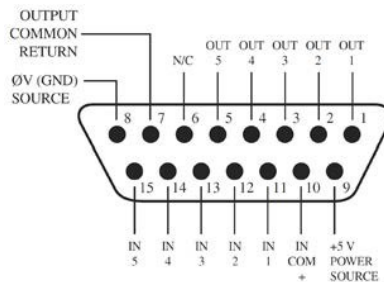 OUTPUT
COMMON
RETURN
N/C
OUT
5
OUT
4
OUT
3
OUT
2
OUT
1
ØV (GND)
SOURCE
8 7 6 5 4 3 2 1
15 14 13 12 11 10 9
IN
5
IN
4
IN
3
IN
2
IN
1
IN
COM
+
+5 V
POWER
SOURCE